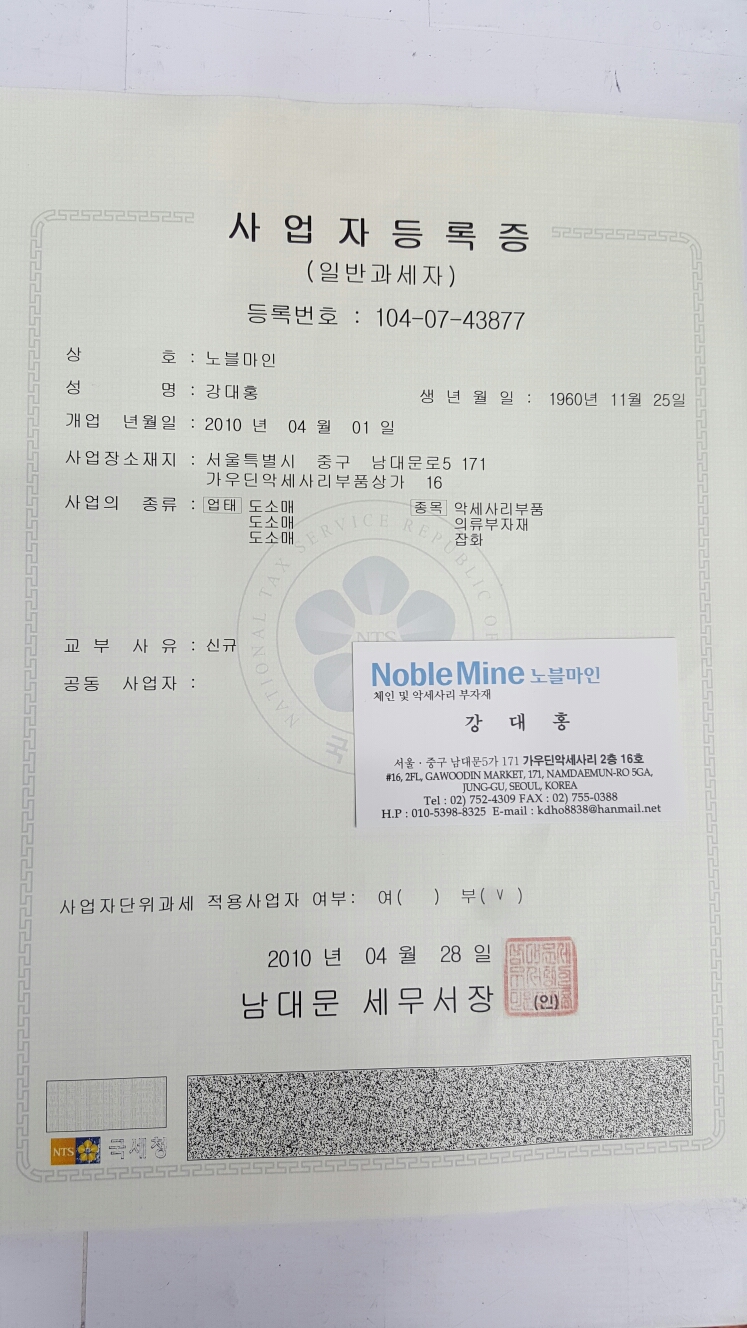 사업자등록증
(일반과세자)
등록번호 : 104-07-43877
상 호 : 노블마인
성 명 : 강대홍 생년월일 : 1960년 11월 25일
개업 년월일 : 2010 년 04 월 01 일
사업장소재지 : 서울특별시 중구 남대문로5 171
가우딘악세사리부품상가 16
사업의 종류 : 업태 도소매 종목 악세사리부품
도소매 의류부자재
도소매 잡화
NATIONAL TAX SERVICE REPUBLIC OF
NTS
국
교부 사유 : 신규
공동 사업자 :
Noble Mine 노블마인
체인 및 악세사리 부자재
강 대 홍
서울·중구 남대문5가 171 가우딘악세사리 2층 16호
#16, 2FL, GAWOODIN MARKET, 171, NAMDAEMUN-RO 5GA,
JUNG-GU, SEOUL, KOREA
Tel : 02) 752-4309 FAX : 02) 755-0388
H.P : 010-5398-8325 E-mail : kdho8838@hanmail.net
사업자단위과세 적용사업자 여부: 여( ) 부( ∨ )
2010 년 04 월 28 일
남대문 세무서장
(인)
NTS 국세청